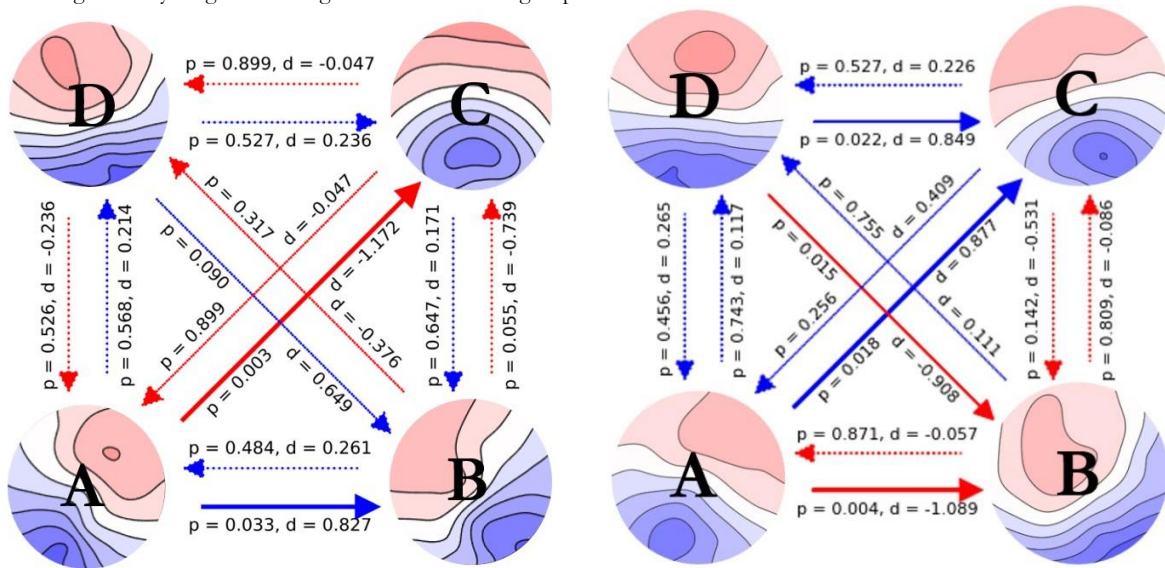 D
C
p = 0.899, d = -0.047
p = 0.527, d = 0.236
p = 0.526, d = -0.236
p = 0.568, d = 0.214
p = 0.317 d = -0.376
d = -0.047 p = 0.899
p = 0.090 d = 0.649
p = 0.003 d = -1.172
p = 0.647, d = 0.171
p = 0.055, d = -0.739
A
B
p = 0.484, d = 0.261
p = 0.033, d = 0.827
D
C
p = 0.527, d = 0.226
p = 0.022, d = 0.849
p = 0.456, d = 0.265
p = 0.743, d = 0.117
p = 0.755 d = 0.111
d = 0.409 p = 0.256
p = 0.015 d = -0.908
p = 0.018 d = 0.877
p = 0.142, d = -0.531
p = 0.809, d = -0.086
A
B
p = 0.871, d = -0.057
p = 0.004, d = -1.089